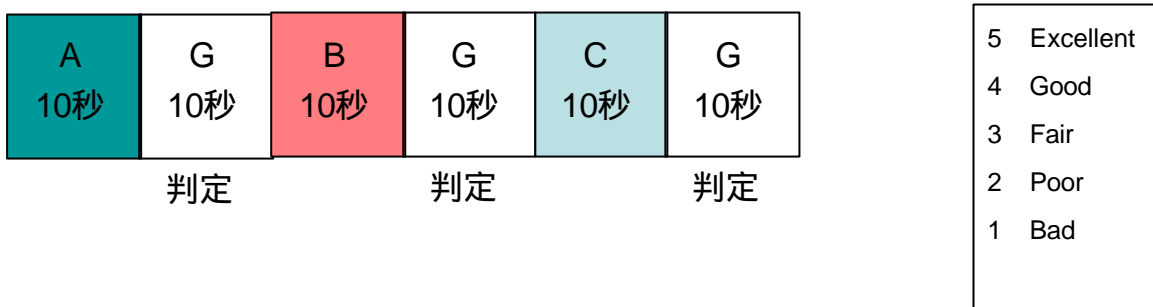 A G B G C G
10秒 10秒 10秒 10秒 10秒 10秒
判定 判定 判定
5 Excellent
4 Good
3 Fair
2 Poor
1 Bad